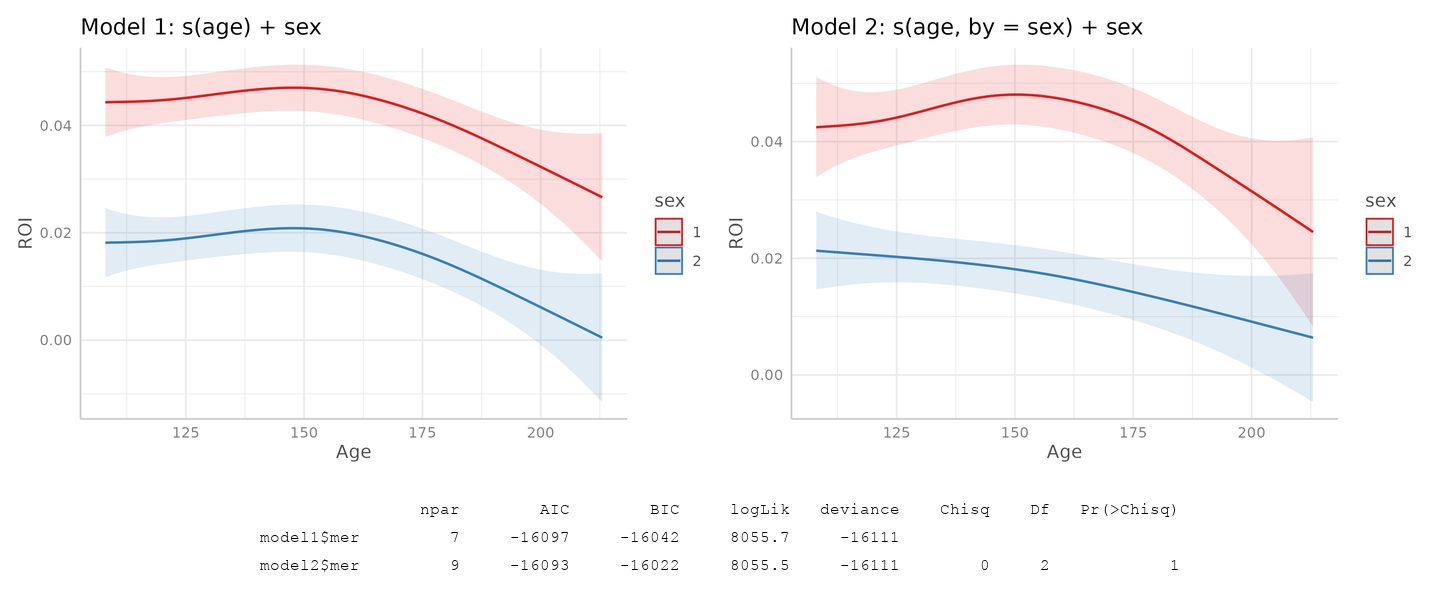 Model 1: s(age) + sex
0.04
0.02
0.00
ROI
125 150 175 200
Age
sex
1
2
Model 2: s(age, by = sex) + sex
0.04
0.02
0.00
ROI
125 150 175 200
Age
sex
1
2
npar AIC BIC logLik deviance Chisq Df Pr(>Chisq)
model1$mer 7 -16097 -16042 8055.7 -16111
model2$mer 9 -16093 -16022 8055.5 -16111 0 2 1